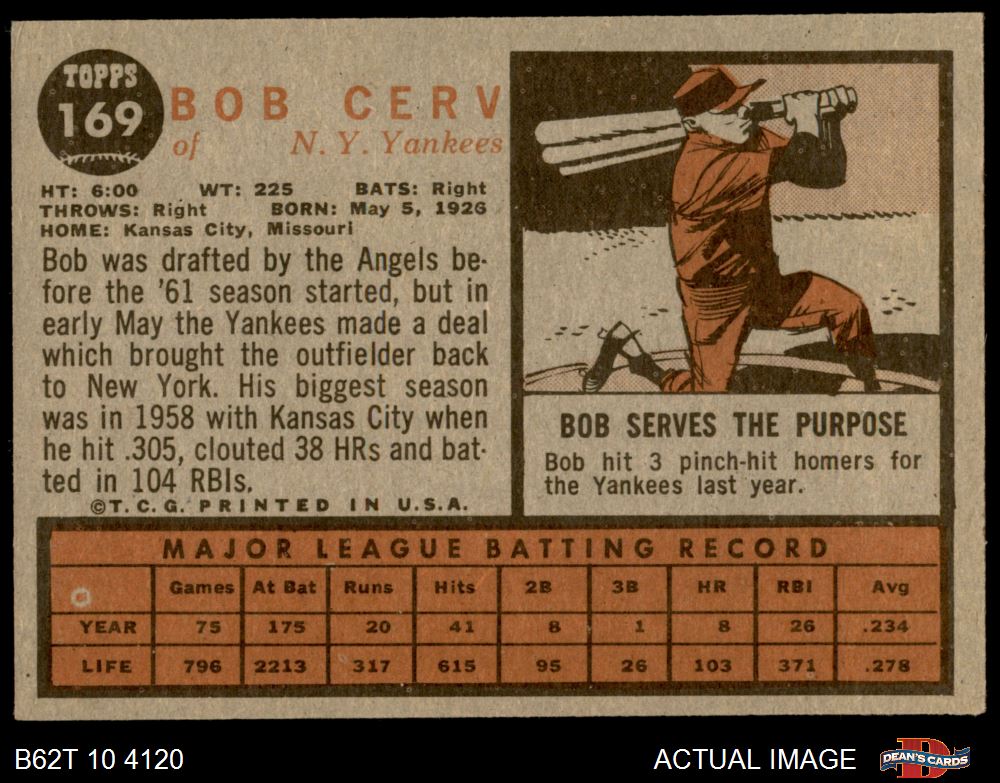 TOPPS
169
BOB CERV
of N. Y. Yankees
HT: 6:00 WT: 225 BATS: Right
THROWS: Right BORN: May 5, 1926
HOME: Kansas City, Missouri
Bob was drafted by the Angels be-
fore the '61 season started, but in
early May the Yankees made a deal
which brought the outfielder back
to New York. His biggest season
was in 1958 with Kansas City when
he hit .305, clouted 38 HRs and bat-
ted in 104 RBIs.
©T. C. G. PRINTED IN U.S.A.
BOB SERVES THE PURPOSE
Bob hit 3 pinch-hit homers for
the Yankees last year.
MAJOR LEAGUE BATTING RECORD
Games At Bat Runs Hits 2B 3B HR RBI Avg
YEAR 75 175 20 41 8 1 8 26 .234
LIFE 796 2213 317 615 95 26 103 371 .278
B62T 10 4120
ACTUAL IMAGE
D
DEAN'S CARDS